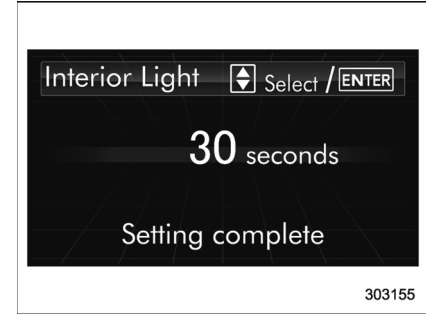 Interior Light Select / ENTER
30 seconds
Setting complete
303155